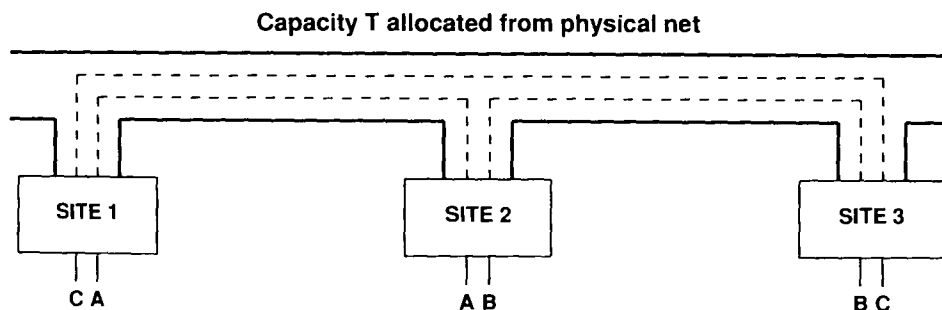 Capacity T allocated from physical net
SITE 1
SITE 2
SITE 3
C A
A B
B C